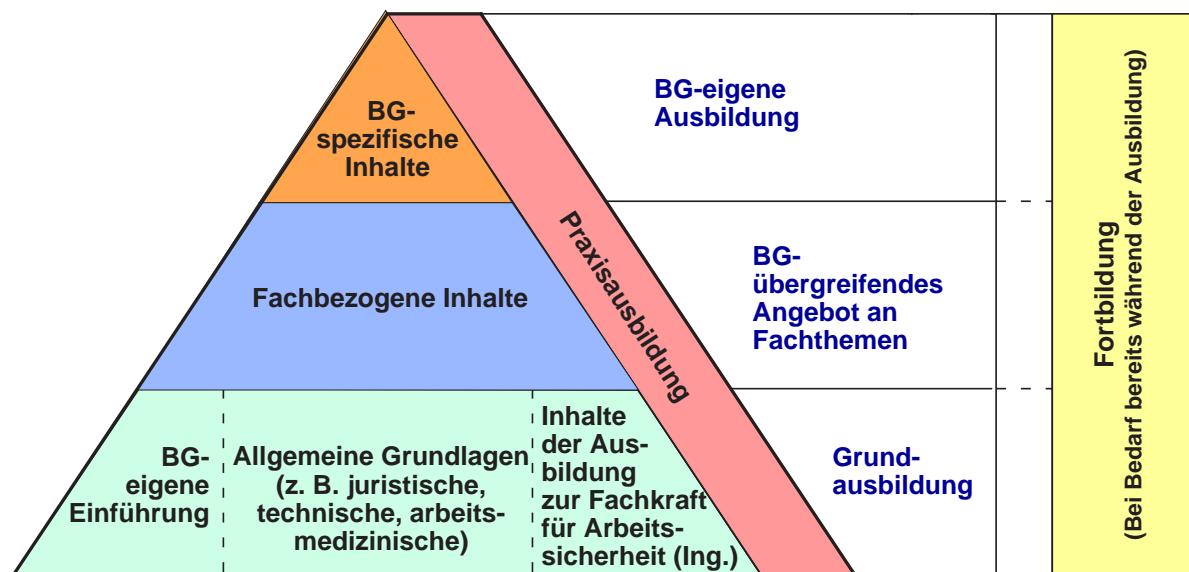 BG-
spezifische
Inhalte
BG-eigene
Ausbildung
Fachbezogene Inhalte
Praxisausbildung
BG-
übergreifendes
Angebot an
Fachthemen
BG-
eigene
Einführung
Allgemeine Grundlagen
(z. B. juristische,
technische, arbeits-
medizinische)
Inhalte
der Aus-
bildung
zur Fachkraft
für Arbeits-
sicherheit (Ing.)
Grund-
ausbildung
Fortbildung
(Bei Bedarf bereits während der Ausbildung)